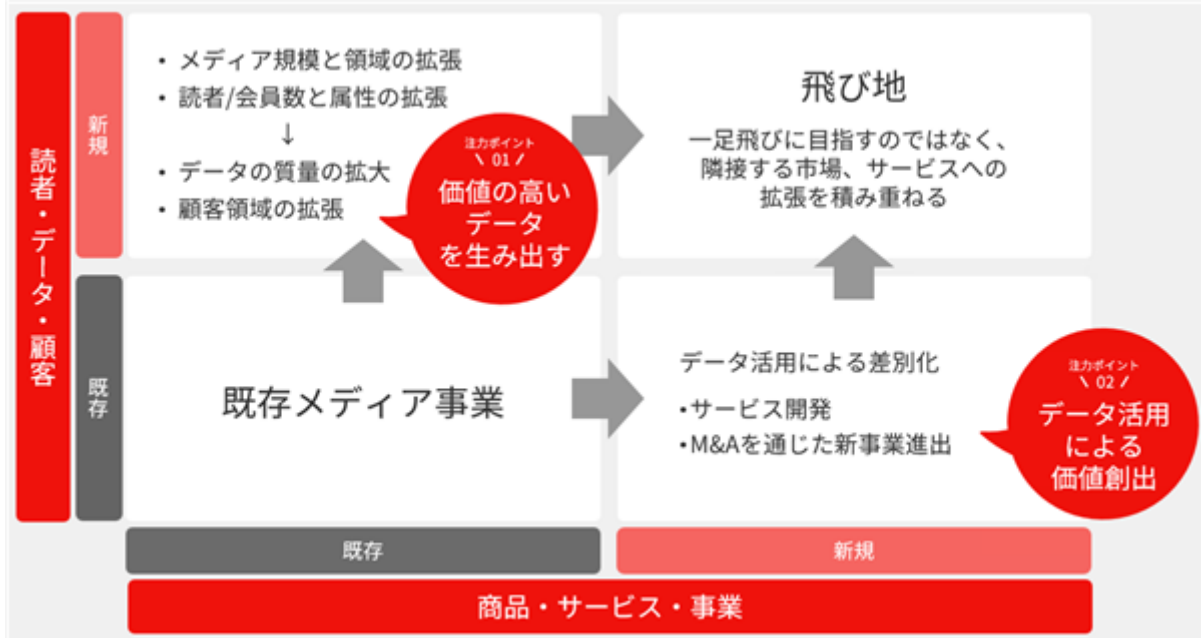 読者・データ・顧客
新規
・ メディア規模と領域の拡張
・ 読者/会員数と属性の拡張
↓
・ データの質量の拡大
・ 顧客領域の拡張
注力ポイント
\ 01 /
価値の高い
データ
を生み出す
飛び地
一足飛びに目指すのではなく、
隣接する市場、サービスへの
拡張を積み重ねる
既存
既存メディア事業
データ活用による差別化
・サービス開発
・M&Aを通じた新事業進出
注力ポイント
\ 02 /
データ活用
による
価値創出
既存
新規
商品・サービス・事業